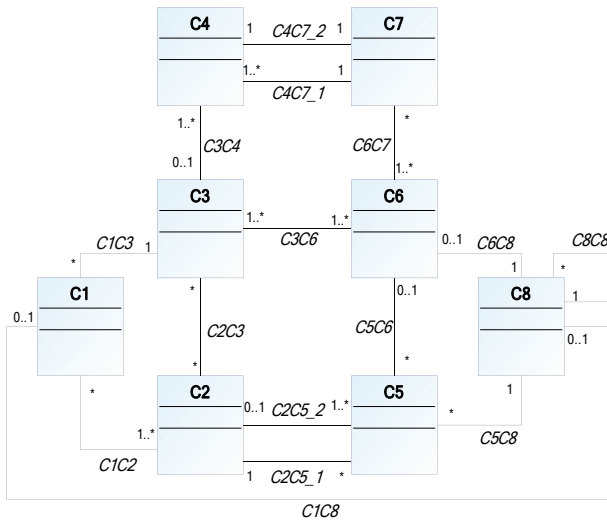 C4
C7
1
C4C7_2
1
1..*
C4C7_1
1
1..*
C3C4
0..1
*
C6C7
1..*
C3
C6
1..*
C3C6
1..*
C1C3
1
*
0..1
C6C8
1
C8C8
*
C1
0..1
*
C2C3
*
0..1
C5C6
*
C8
1
0..1
*
1..*
C1C2
C2
C5
0..1
C2C5_2
1..*
1
C2C5_1
*
1
*
C5C8
C1C8